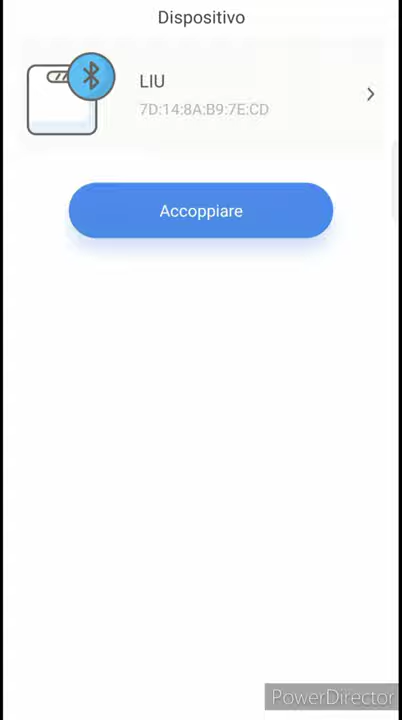 Dispositivo
LIU
7D:14:8A:B9:7E:CD
Accoppiare
PowerDirector